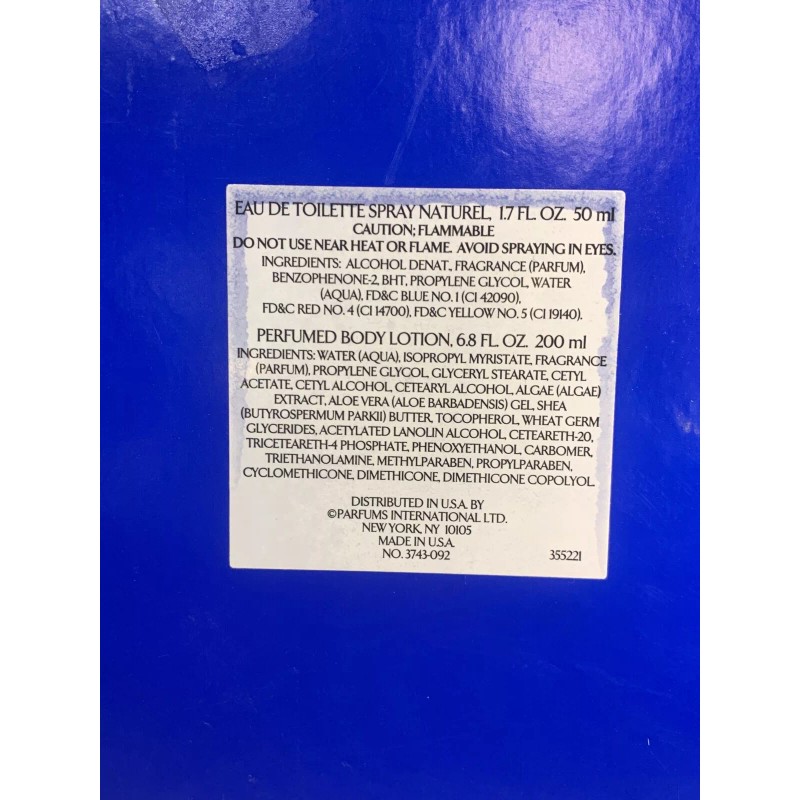 EAU DE TOILETTE SPRAY NATUREL, 1.7 FL. OZ. 50 ml
CAUTION; FLAMMABLE
DO NOT USE NEAR HEAT OR FLAME. AVOID SPRAYING IN EYES.
INGREDIENTS: ALCOHOL DENAT., FRAGRANCE (PARFUM),
BENZOPHENONE-2, BHT, PROPYLENE GLYCOL, WATER
(AQUA), FD&C BLUE NO. 1 (CI 42090),
FD&C RED NO. 4 (CI 14700), FD&C YELLOW NO. 5 (CI 19140).
PERFUMED BODY LOTION, 6.8 FL. OZ. 200 ml
INGREDIENTS: WATER (AQUA), ISOPROPYL MYRISTATE, FRAGRANCE
(PARFUM), PROPYLENE GLYCOL, GLYCERYL STEARATE, CETYL
ACETATE, CETYL ALCOHOL, CETEARYL ALCOHOL, ALGAE (ALGAE)
EXTRACT, ALOE VERA (ALOE BARBADENSIS) GEL, SHEA
(BUTYROSPERMUM PARKII) BUTTER, TOCOPHEROL, WHEAT GERM
GLYCERIDES, ACETYLATED LANOLIN ALCOHOL, CETEARETH-20,
TRICETEARETH-4 PHOSPHATE, PHENOXYETHANOL, CARBOMER,
TRIETHANOLAMINE, METHYLPARABEN, PROPYLPARABEN,
CYCLOMETHICONE, DIMETHICONE, DIMETHICONE COPOLYOL.
DISTRIBUTED IN U.S.A. BY
©PARFUMS INTERNATIONAL LTD.
NEW YORK, NY 10105
MADE IN U.S.A.
NO. 3743-092 355221